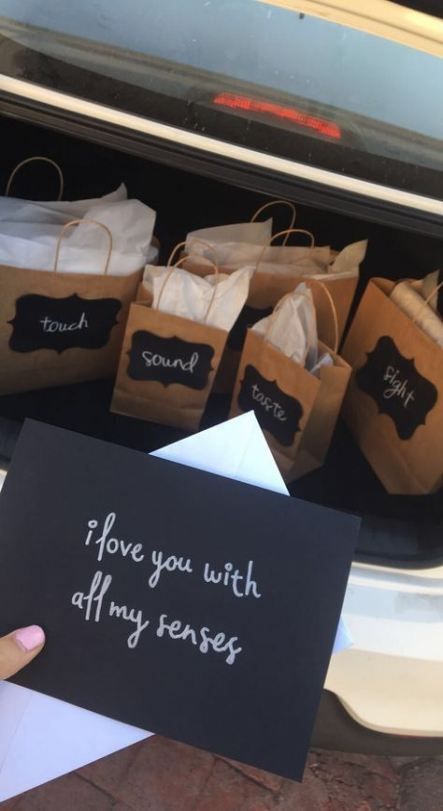 touch
sound
taste
sight
i love you with
all my senses